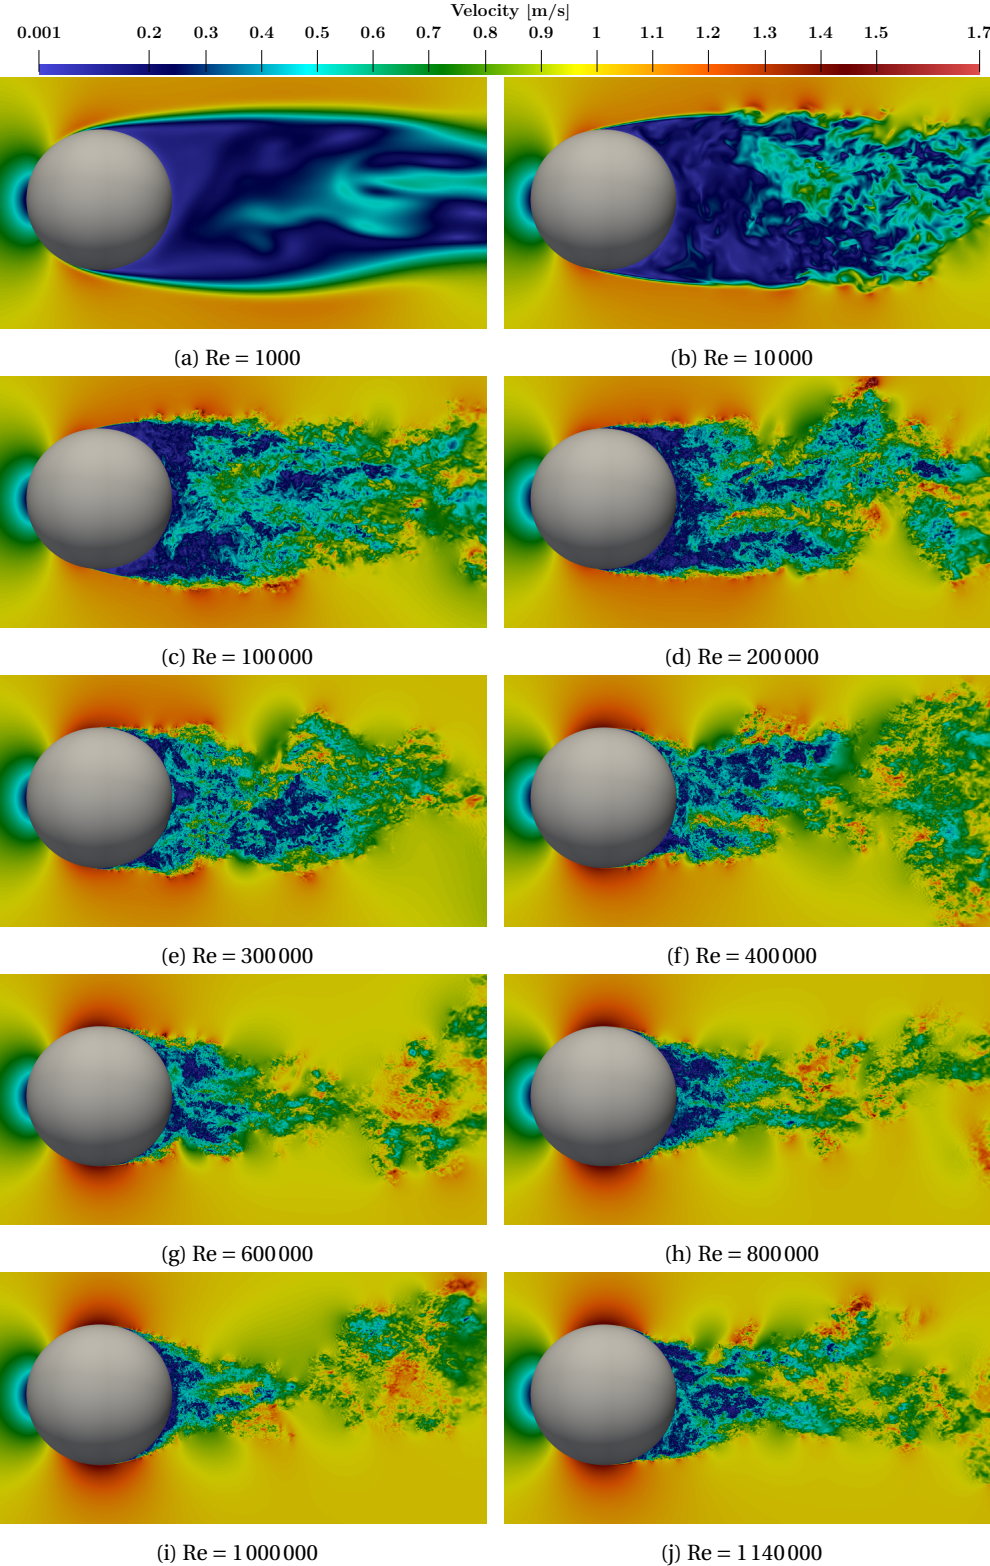 Velocity [m/s]
0.001 0.2 0.3 0.4 0.5 0.6 0.7 0.8 0.9 1 1.1 1.2 1.3 1.4 1.5 1.7
(a) Re = 1000
(b) Re = 10 000
(c) Re = 100 000
(d) Re = 200 000
(e) Re = 300 000
(f) Re = 400 000
(g) Re = 600 000
(h) Re = 800 000
(i) Re = 1 000 000
(j) Re = 1 140 000